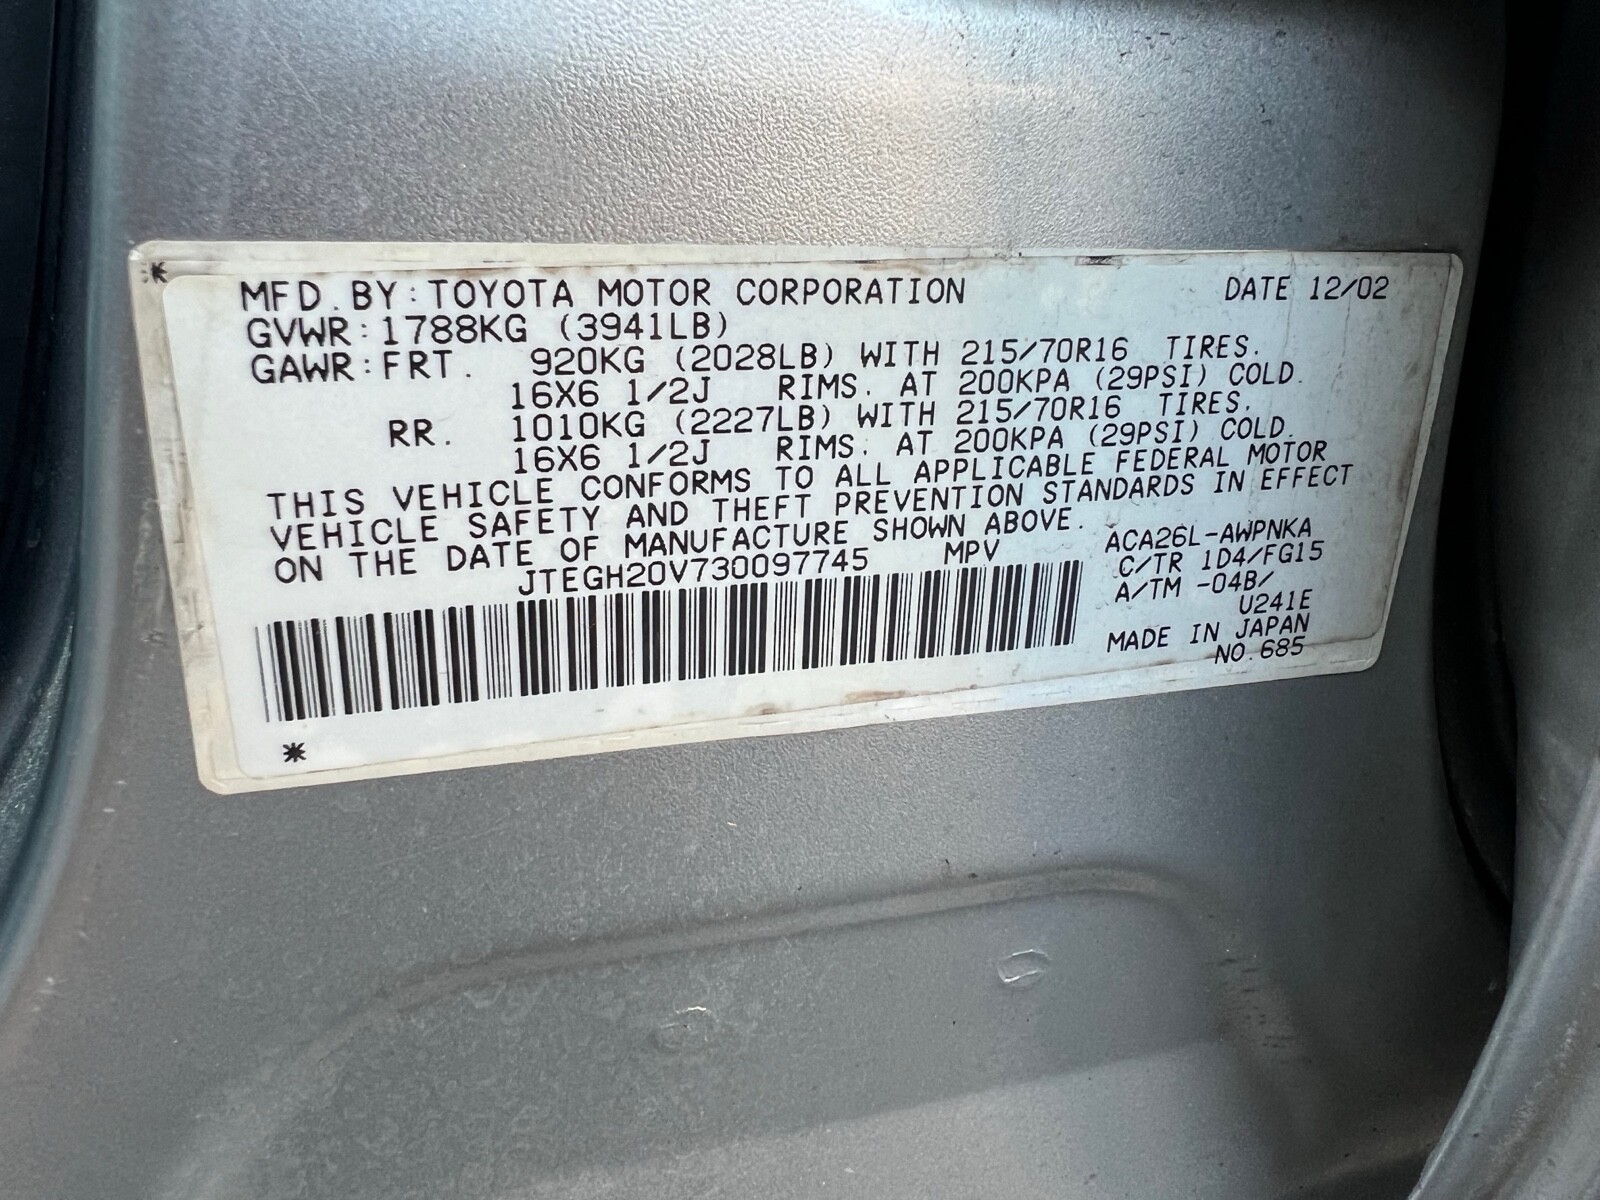 MFD. BY: TOYOTA MOTOR CORPORATION DATE 12/02
GVWR: 1788KG (3941LB)
GAWR: FRT. 920KG (2028LB) WITH 215/70R16 TIRES.
16X6 1/2J RIMS. AT 200KPA (29PSI) COLD.
RR. 1010KG (2227LB) WITH 215/70R16 TIRES.
16X6 1/2J RIMS. AT 200KPA (29PSI) COLD.
THIS VEHICLE CONFORMS TO ALL APPLICABLE FEDERAL MOTOR
VEHICLE SAFETY AND THEFT PREVENTION STANDARDS IN EFFECT
ON THE DATE OF MANUFACTURE SHOWN ABOVE.
JTEGH20V730097745 MPV
ACA26L-AWPNKA
C/TR 1D4/FG15
A/TM -04B/
U241E
MADE IN JAPAN
NO. 685